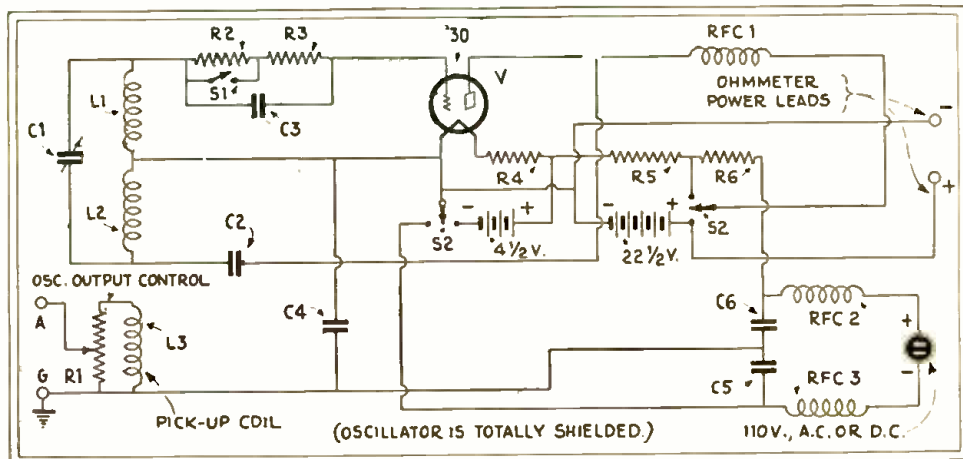 '30
R2
R3
RFC 1
V
OHMMETER
POWER LEADS
L1
S1
C3
C1
-
+
R4
R5
R6
L2
C2
- +
- +
S2
4 1/2 V.
22 1/2 V.
S2
OSC. OUTPUT CONTROL
A
C4
L3
C6
RFC 2
+
R1
G
C5
-
RFC 3
PICK-UP COIL
(OSCILLATOR IS TOTALLY SHIELDED.)
110V., A.C. OR D.C.